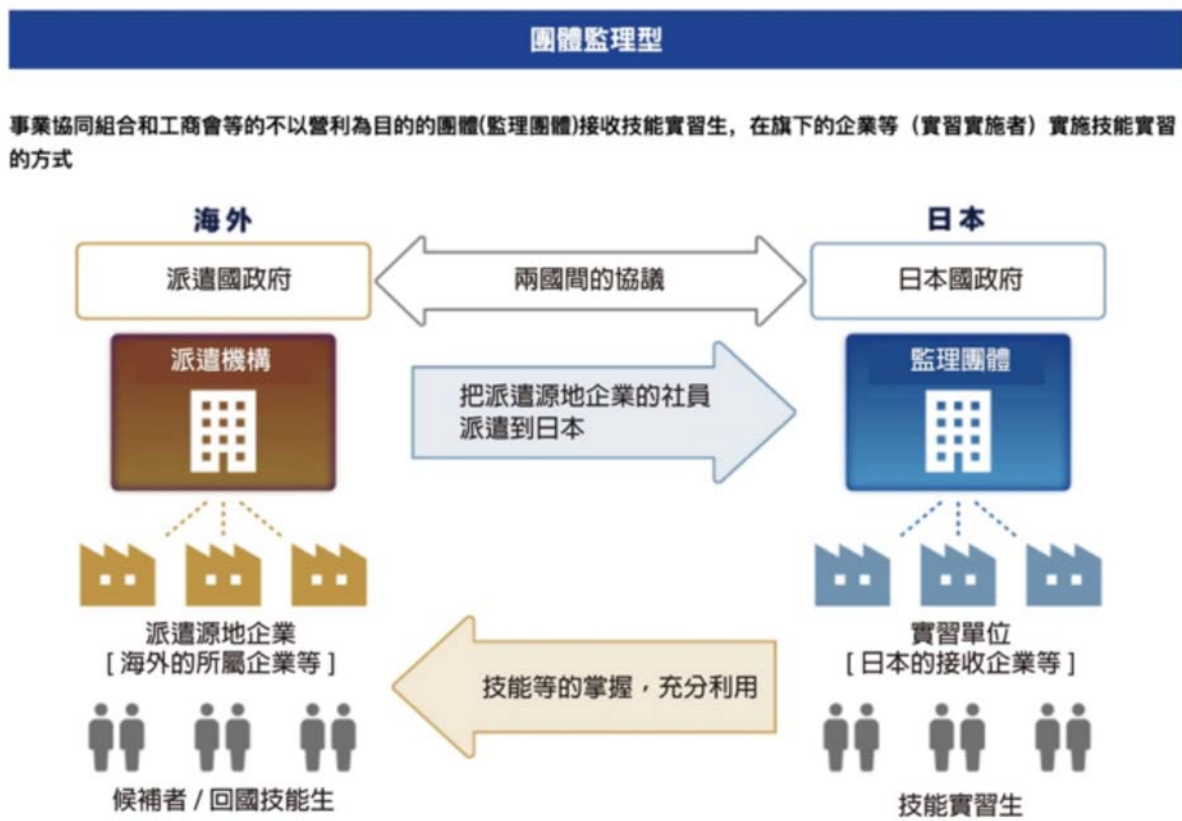 團體監理型
事業協同組合和工商會等的不以營利為目的的團體(監理團體)接收技能實習生，在旗下的企業等（實習實施者）實施技能實習
的方式
海外
日本
派遣國政府
兩國間的協議
日本國政府
派遣機構
監理團體
把派遣源地企業的社員
派遣到日本
派遣源地企業
[ 海外的所屬企業等 ]
實習單位
[ 日本的接收企業等 ]
技能等的掌握，充分利用
候補者 / 回國技能生
技能實習生